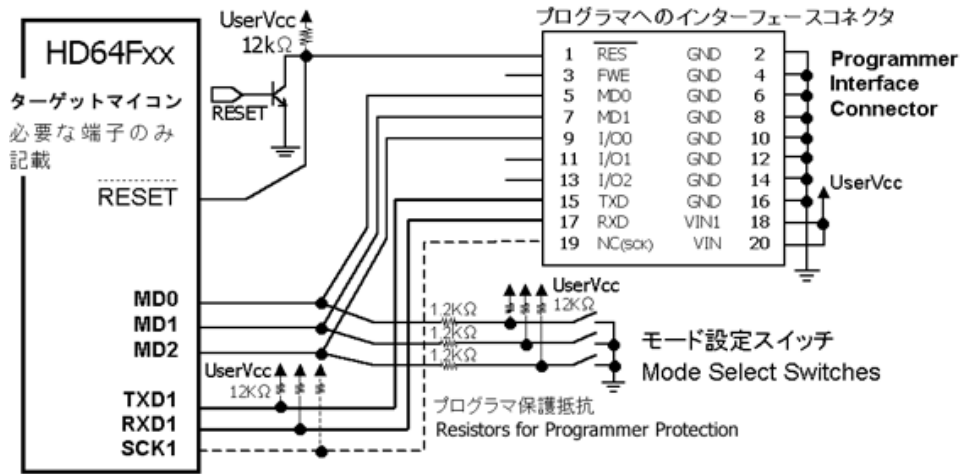 HD64Fxx
ターゲットマイコン
必要な端子のみ
記載
RESET
MD0
MD1
MD2
TXD1
RXD1
SCK1
UserVcc
12kΩ
RESET
プログラマへのインターフェースコネクタ
1 RES GND 2
3 FWE GND 4
5 MD0 GND 6
7 MD1 GND 8
9 I/O0 GND 10
11 I/O1 GND 12
13 I/O2 GND 14
15 TXD GND 16
17 RXD VIN1 18
19 NC(SCK) VIN 20
Programmer
Interface
Connector
UserVcc
UserVcc
12KΩ
1.2KΩ
1.2KΩ
1.2KΩ
モード設定スイッチ
Mode Select Switches
UserVcc
12KΩ
プログラマ保護抵抗
Resistors for Programmer Protection